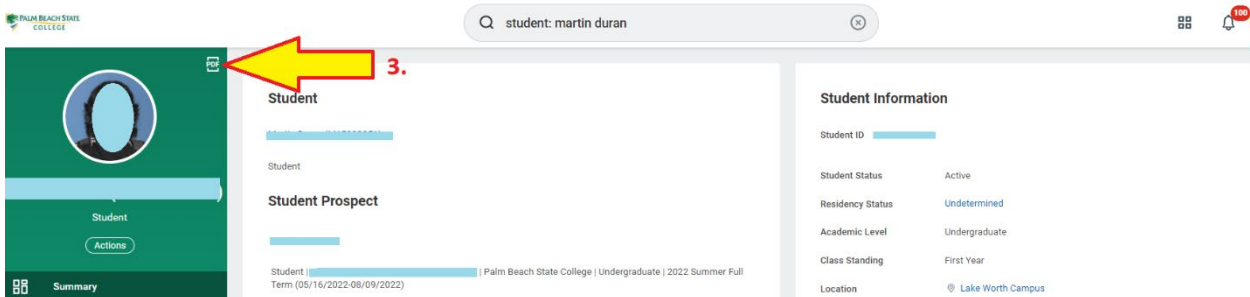 PALM BEACH STATE
COLLEGE
student: martin duran
100
PDF
3.
Student
Student
Student Prospect
Student |
| Palm Beach State College | Undergraduate | 2022 Summer Full
Term (05/16/2022-08/09/2022)
Student
Actions
Summary
Student Information
Student ID
Student Status Active
Residency Status Undetermined
Academic Level Undergraduate
Class Standing First Year
Location Lake Worth Campus